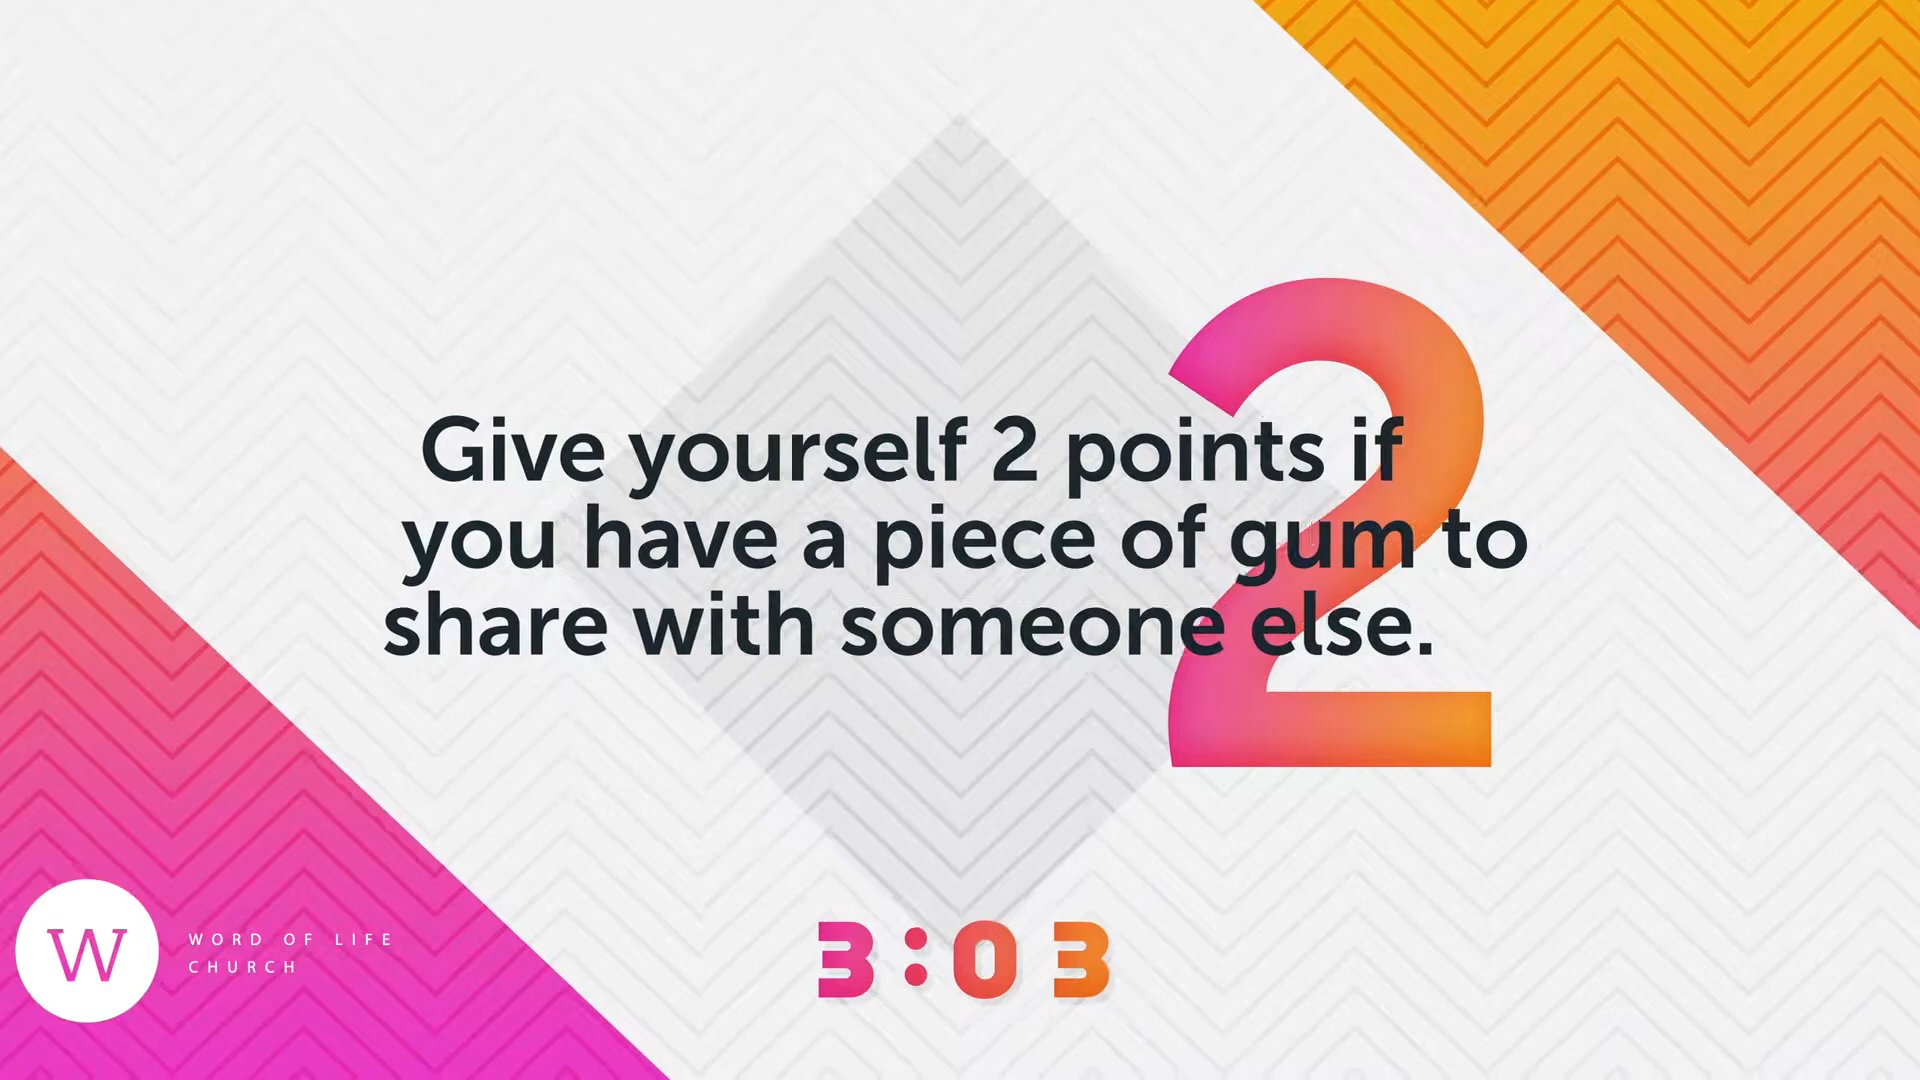 2
Give yourself 2 points if
you have a piece of gum to
share with someone else.
3:03
W
WORD OF LIFE
CHURCH